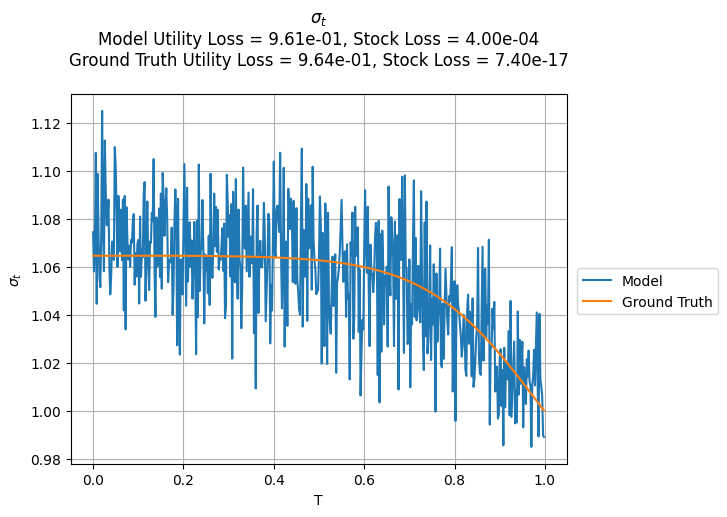 σt
Model Utility Loss = 9.61e-01, Stock Loss = 4.00e-04
Ground Truth Utility Loss = 9.64e-01, Stock Loss = 7.40e-17
1.12
1.10
1.08
1.06
1.04
1.02
1.00
0.98
σt
0.0 0.2 0.4 0.6 0.8 1.0
T
Model
Ground Truth